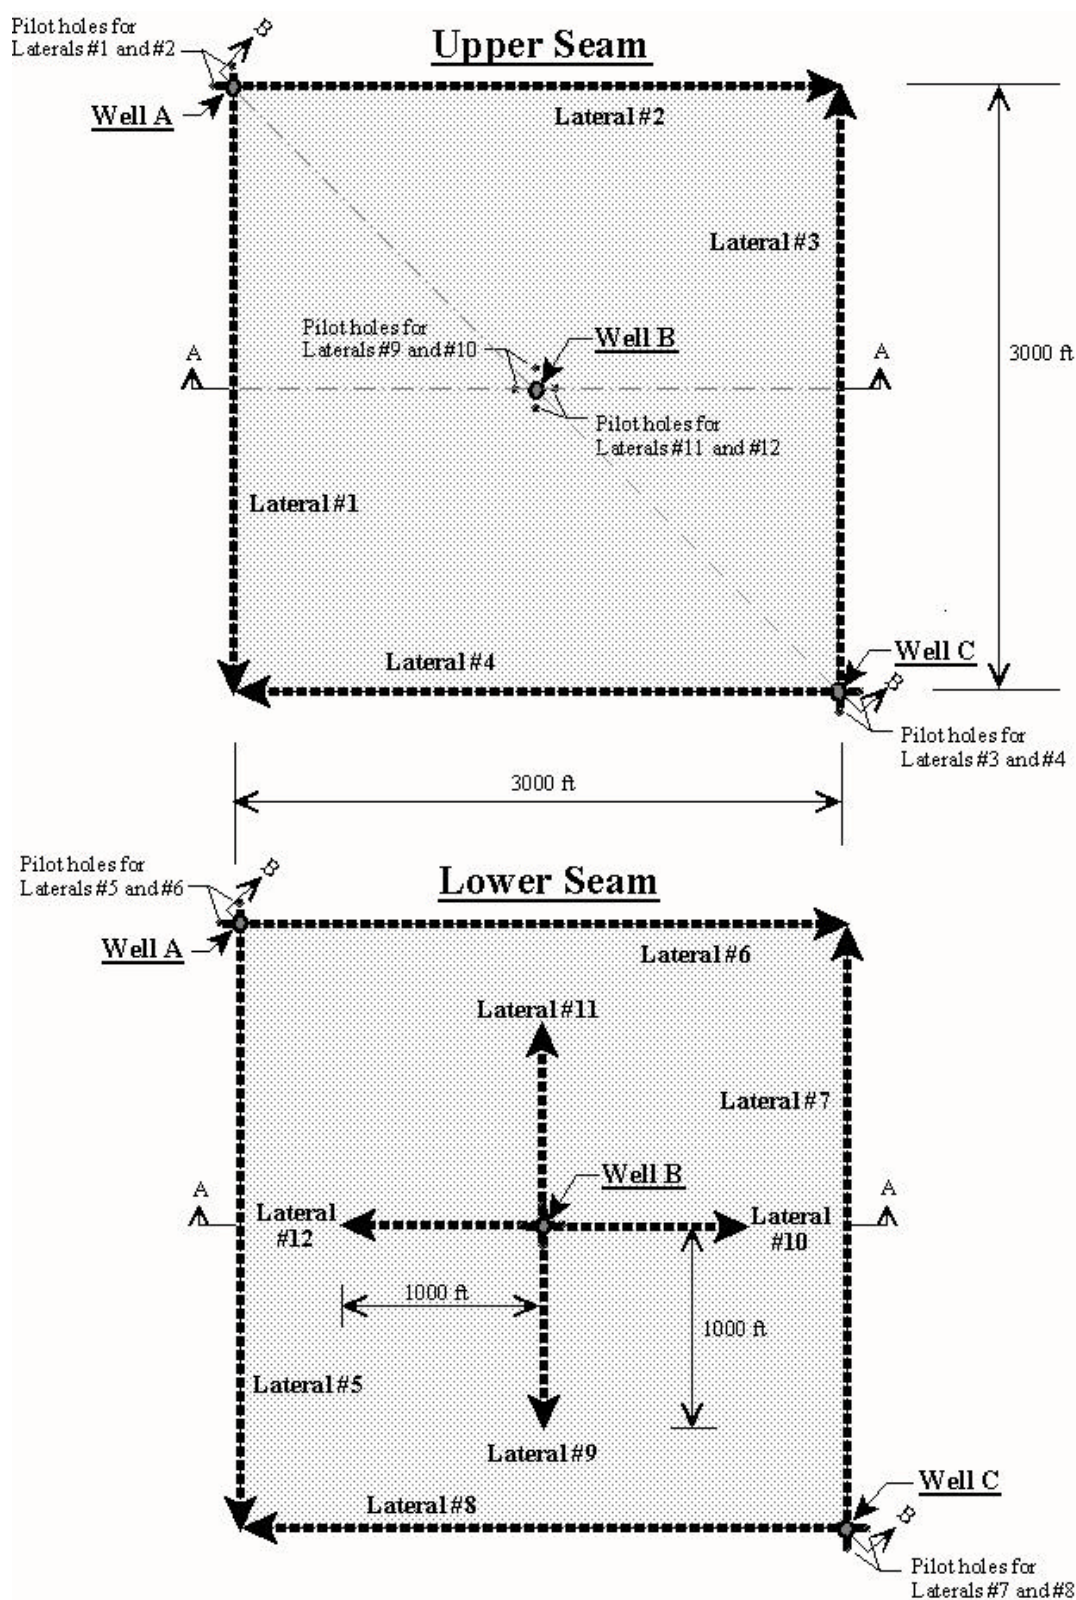 Pilot holes for
Laterals #1 and #2
B
Upper Seam
Well A
Lateral #2
Lateral #3
Pilot holes for
Laterals #9 and #10
Well B
A
A
3000 ft
Pilot holes for
Laterals #11 and #12
Lateral #1
Lateral #4
Well C
B
Pilot holes for
Laterals #3 and #4
3000 ft
Pilot holes for
Laterals #5 and #6
B
Lower Seam
Well A
Lateral #6
Lateral #11
Lateral #7
Well B
A
A
Lateral
#12
Lateral
#10
1000 ft
1000 ft
Lateral #5
Lateral #9
Lateral #8
Well C
B
Pilot holes for
Laterals #7 and #8